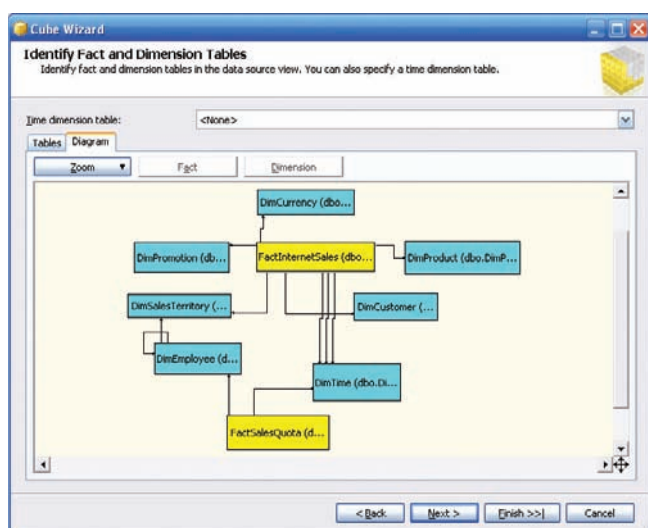 Cube Wizard
Identify Fact and Dimension Tables
Identify fact and dimension tables in the data source view. You can also specify a time dimension table.
Time dimension table: <None>
Tables Diagram
Zoom Fact Dimension
DimCurrency (dbo...
DimPromotion (db... FactInternetSales (dbo... DimProduct (dbo.DimP...
DimSalesTerritory (... DimCustomer (...
DimEmployee (d...
DimTime (dbo.Di...
FactSalesQuota (d...
< Back Next > Finish >>| Cancel